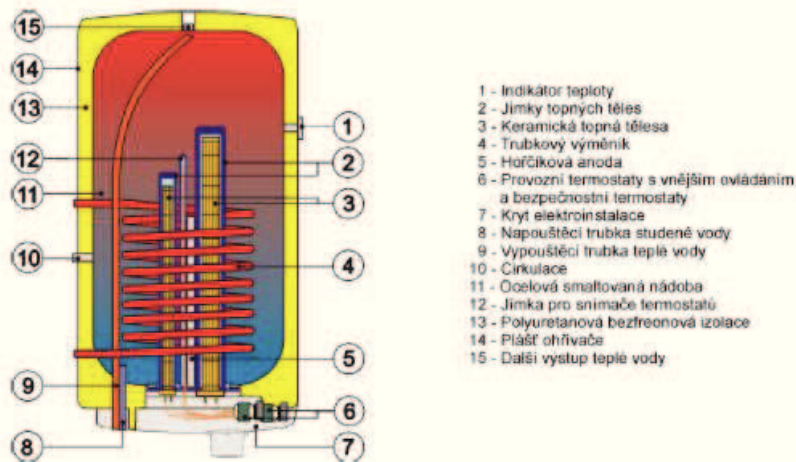 15
14
13
12
11
10
9
8
1
2
3
4
5
6
7
1 - Indikátor teploty
2 - Jímky topných těles
3 - Keramická topná tělesa
4 - Trubkový výměník
5 - Hořčíková anoda
6 - Provozní termostaty s vnějším ovládáním
a bezpečnostní termostaty
7 - Kryt elektroinstalace
8 - Napouštěcí trubka studené vody
9 - Vypouštěcí trubka teplé vody
10 - Cirkulace
11 - Ocelová smaltovaná nádoba
12 - Jímka pro snímače termostatů
13 - Polyuretanová bezfreonová izolace
14 - Plášť ohřívače
15 - Další výstup teplé vody